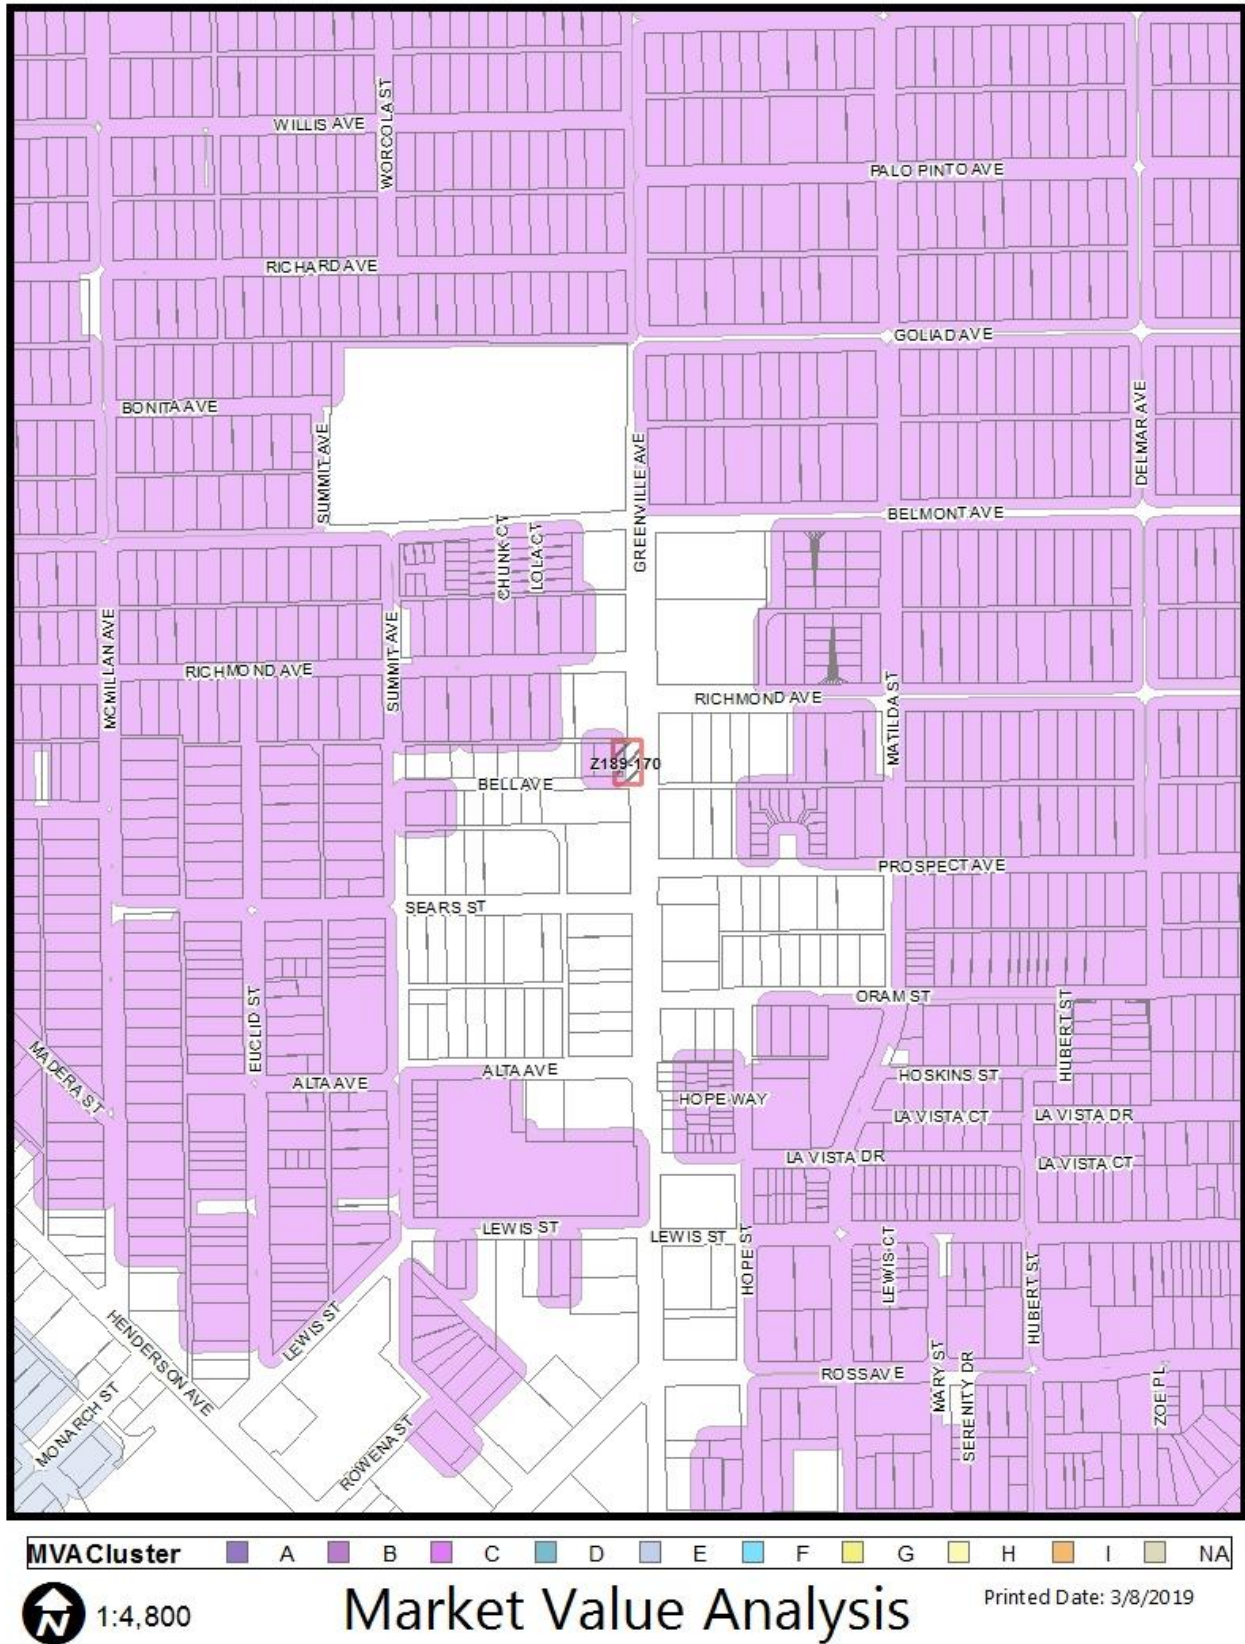 WORCOLA ST
WILLIS AVE
PALO PINTO AVE
RICHARD AVE
GOLIAD AVE
BONITA AVE
SUMMIT AVE
GREENVILLE AVE
DELMAR AVE
BELMONT AVE
CHUNK CT
LOLA CT
MCMILLAN AVE
SUMMIT AVE
RICHMOND AVE
RICHMOND AVE
MATILDA ST
Z189-170
BELL AVE
PROSPECT AVE
SEARS ST
ORAM ST
EUCLID ST
HUBERT ST
MADERA ST
ALTA AVE
ALTA AVE
HOSKINS ST
HOPE WAY
LA VISTA CT
LA VISTA DR
LA VISTA DR
LA VISTA CT
LEWIS ST
LEWIS ST
HOPE ST
LEWIS CT
HUBERT ST
HENDERSON AVE
LEWIS ST
MARY ST
SERENITY DR
ROSS AVE
ZOE PL
MONARCH ST
ROWENA ST
MVA Cluster A B C D E F G H I NA
N 1:4,800
Market Value Analysis
Printed Date: 3/8/2019